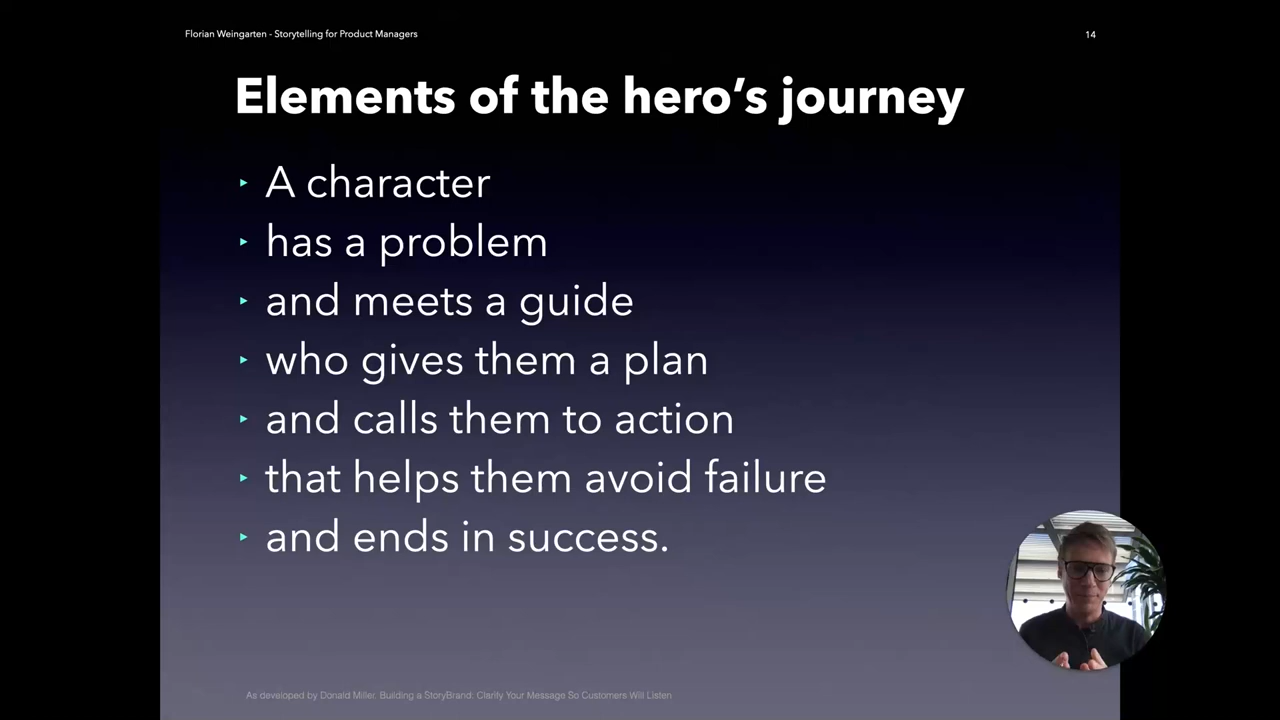 Florian Weingarten - Storytelling for Product Managers
14
Elements of the hero's journey
‣ A character
‣ has a problem
‣ and meets a guide
‣ who gives them a plan
‣ and calls them to action
‣ that helps them avoid failure
‣ and ends in success.
As developed by Donald Miller. Building a StoryBrand: Clarify Your Message So Customers Will Listen